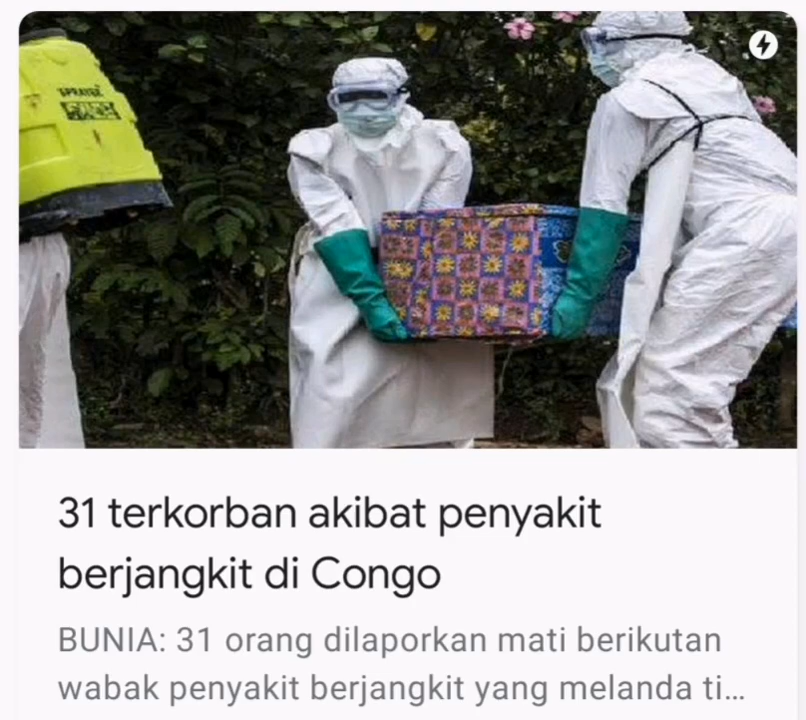 SPRAYER
31 terkorban akibat penyakit
berjangkit di Congo
BUNIA: 31 orang dilaporkan mati berikutan
wabak penyakit berjangkit yang melanda ti...